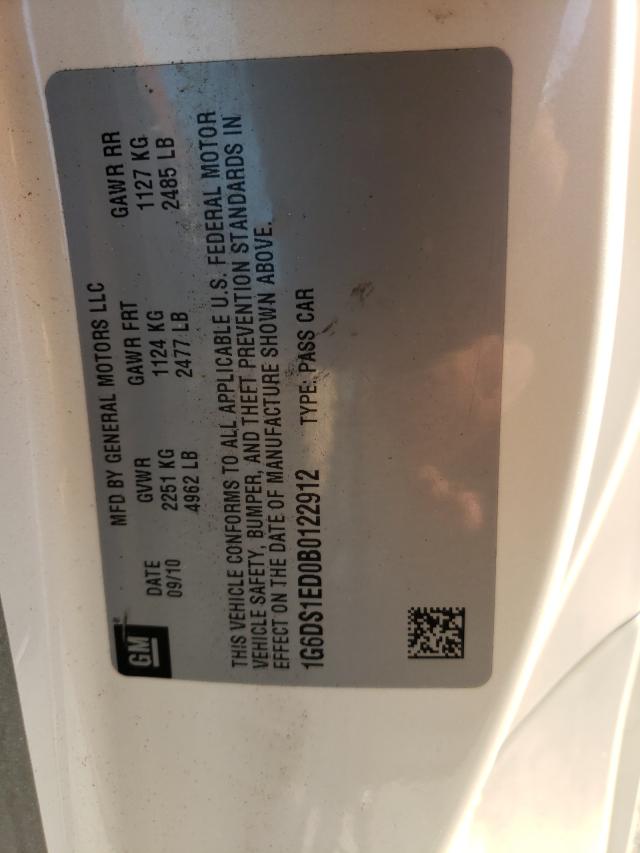 GM
MFD BY GENERAL MOTORS LLC
DATE GVWR GAWR FRT GAWR RR
09/10 2251 KG 1124 KG 1127 KG
4962 LB 2477 LB 2485 LB
THIS VEHICLE CONFORMS TO ALL APPLICABLE U.S. FEDERAL MOTOR
VEHICLE SAFETY, BUMPER, AND THEFT PREVENTION STANDARDS IN
EFFECT ON THE DATE OF MANUFACTURE SHOWN ABOVE.
1G6DS1ED0B0122912 TYPE: PASS CAR